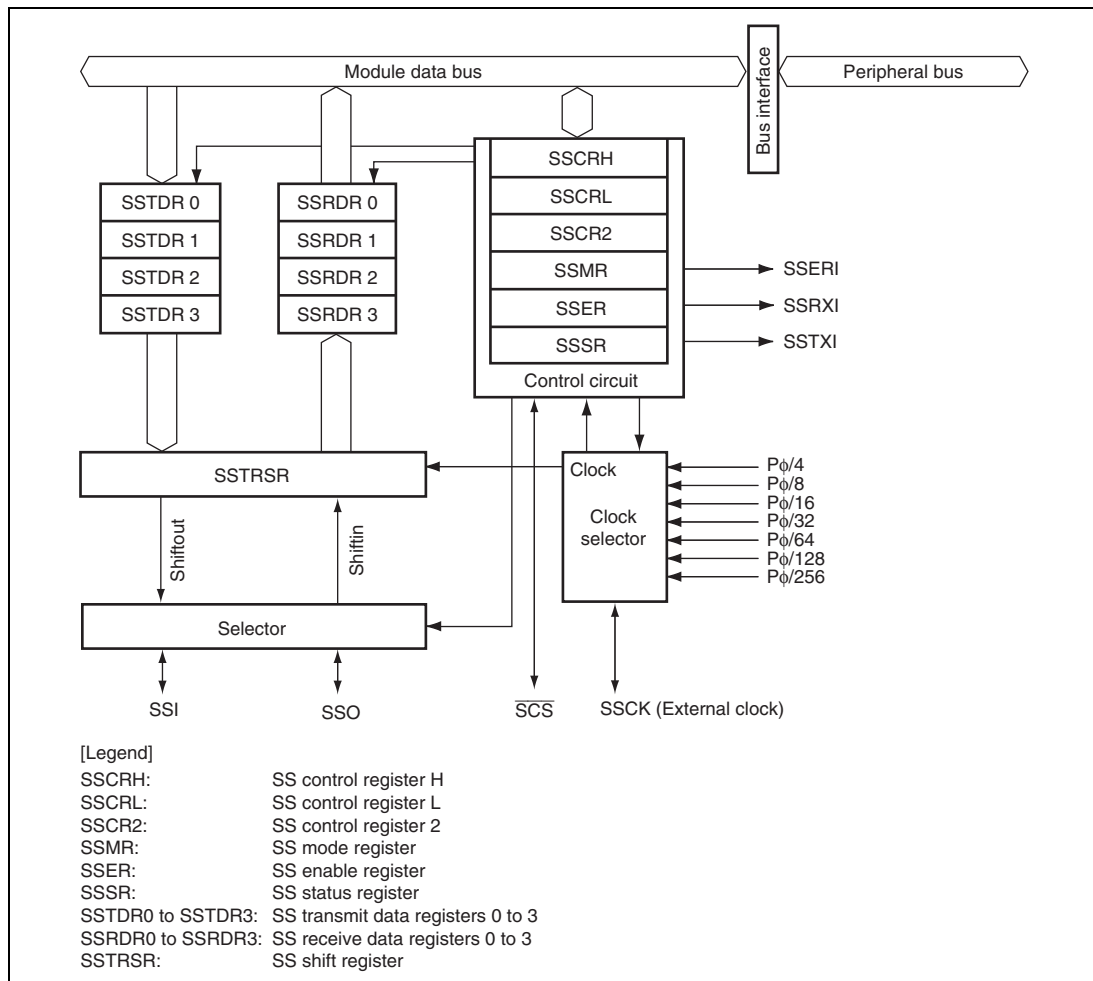 Module data bus
Bus interface
Peripheral bus
SSTDR 0
SSTDR 1
SSTDR 2
SSTDR 3
SSRDR 0
SSRDR 1
SSRDR 2
SSRDR 3
SSCRH
SSCRL
SSCR2
SSMR
SSER
SSSR
Control circuit
SSERI
SSRXI
SSTXI
SSTRSR
Shiftout
Shiftin
Selector
Clock
Clock
selector
Pϕ/4
Pϕ/8
Pϕ/16
Pϕ/32
Pϕ/64
Pϕ/128
Pϕ/256
SSI
SSO
S̅C̅S̅
SSCK (External clock)
[Legend]
SSCRH: SS control register H
SSCRL: SS control register L
SSCR2: SS control register 2
SSMR: SS mode register
SSER: SS enable register
SSSR: SS status register
SSTDR0 to SSTDR3: SS transmit data registers 0 to 3
SSRDR0 to SSRDR3: SS receive data registers 0 to 3
SSTRSR: SS shift register